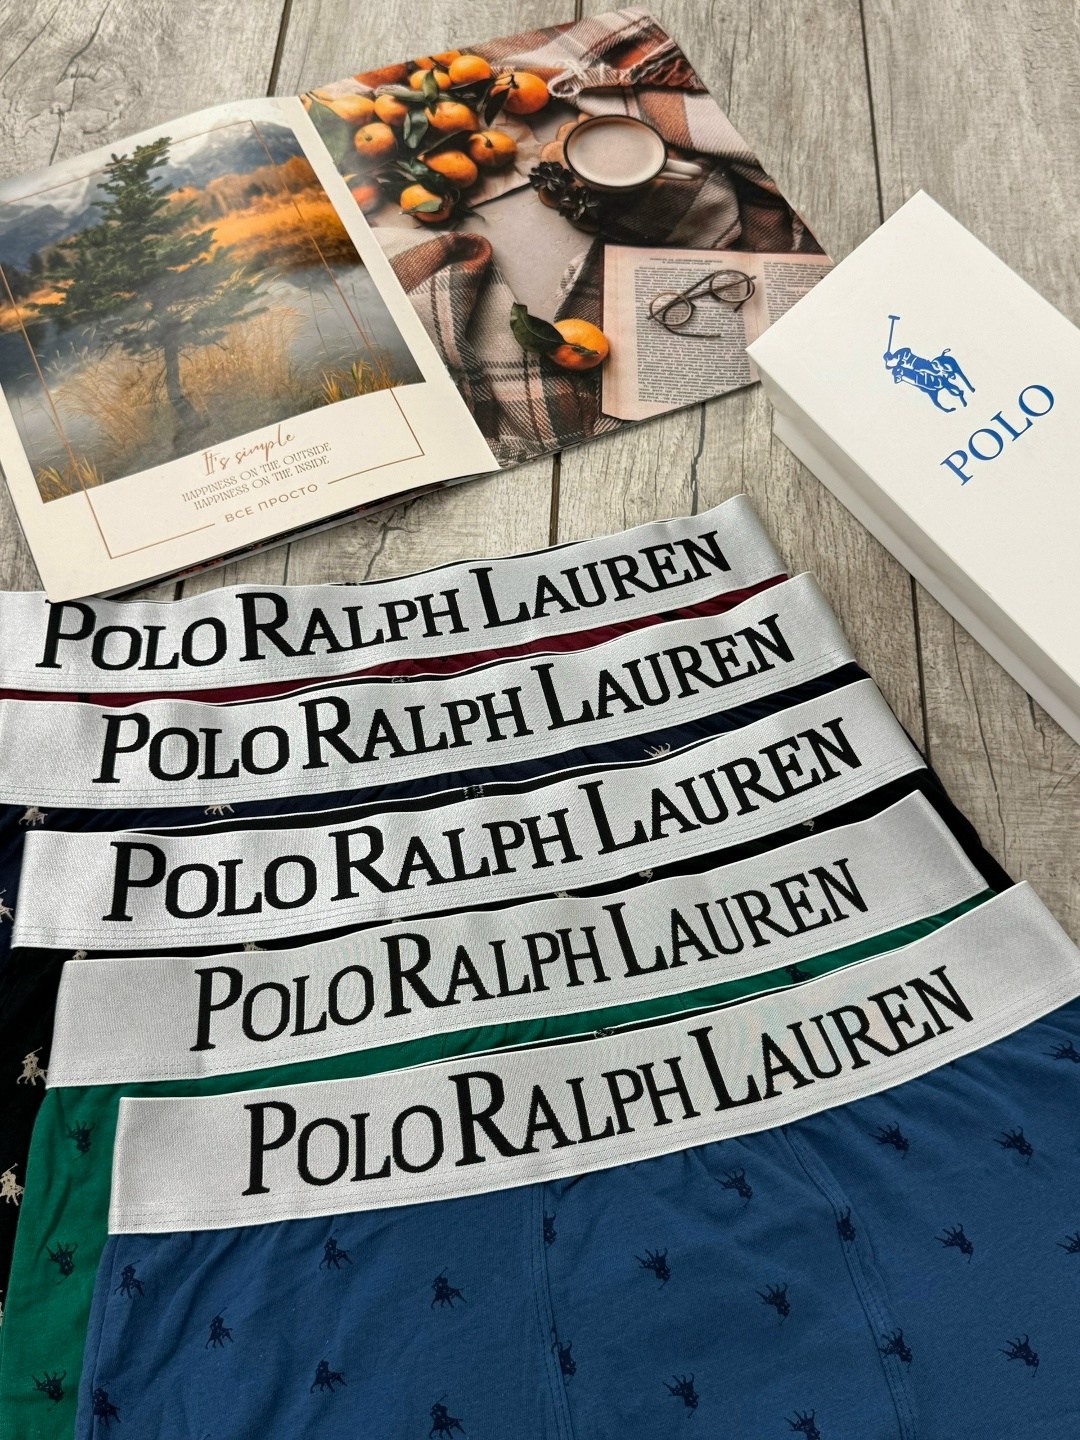 It's simple
HAPPINESS ON THE OUTSIDE
HAPPINESS ON THE INSIDE
ВСЕ ПРОСТО
POLO
POLO RALPH LAUREN
POLO RALPH LAUREN
POLO RALPH LAUREN
POLO RALPH LAUREN
POLO RALPH LAUREN